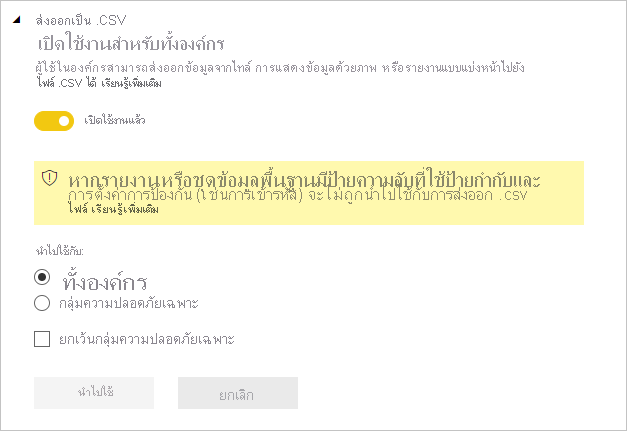 ส่งออกเป็น .CSV
เปิดใช้งานสำหรับทั้งองค์กร
ผู้ใช้ในองค์กรสามารถส่งออกข้อมูลจากไทล์ การแสดงข้อมูลด้วยภาพ หรือรายงานแบบแบ่งหน้าไปยัง
ไฟล์ .CSV ได้ เรียนรู้เพิ่มเติม
เปิดใช้งานแล้ว
หากรายงานหรือชุดข้อมูลพื้นฐานมีป้ายความลับที่ใช้ป้ายกำกับและ
การตั้งค่าการป้องกัน (เช่นการเข้ารหัส) จะไม่ถูกนำไปใช้กับการส่งออก .csv
ไฟล์ เรียนรู้เพิ่มเติม
นำไปใช้กับ:
ทั้งองค์กร
กลุ่มความปลอดภัยเฉพาะ
ยกเว้นกลุ่มความปลอดภัยเฉพาะ
นำไปใช้
ยกเลิก